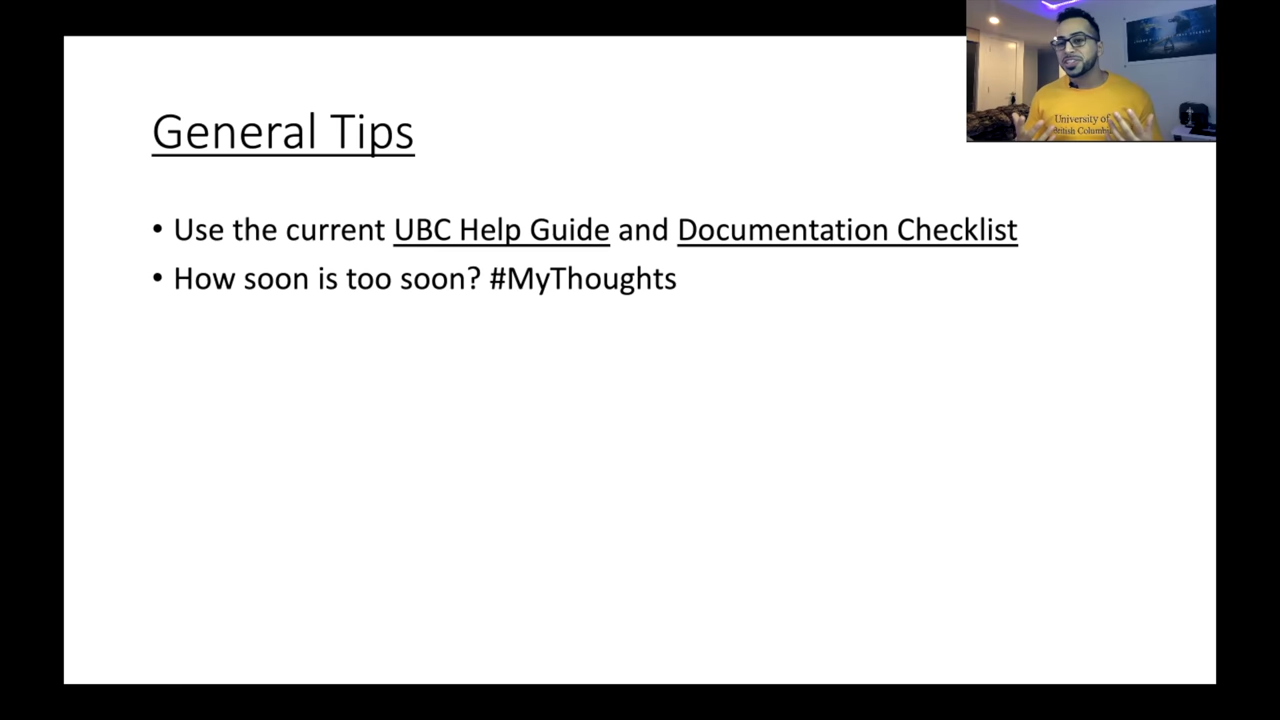 General Tips
• Use the current UBC Help Guide and Documentation Checklist
• How soon is too soon? #MyThoughts
University of
British Columbia